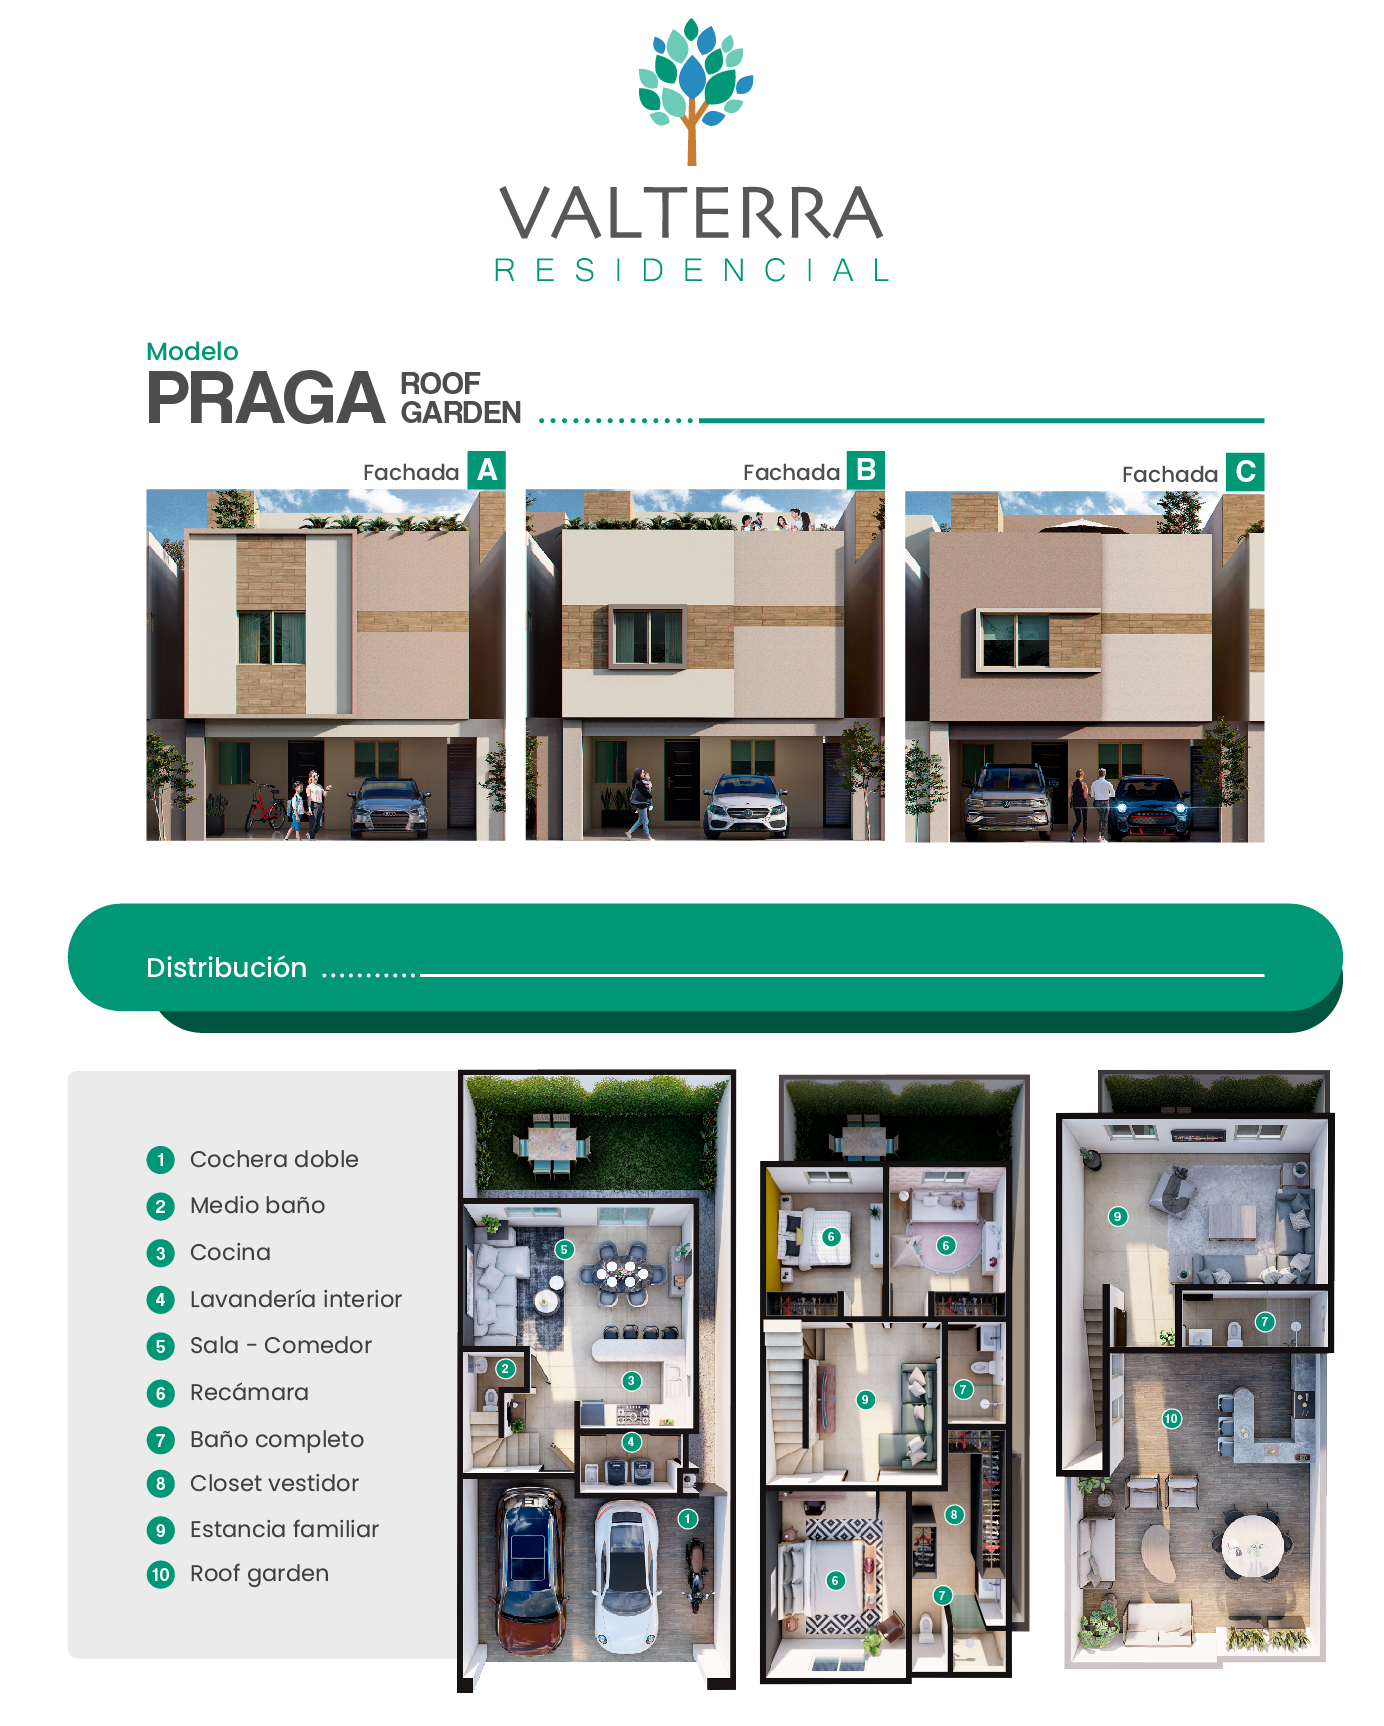 VALTERRA
RESIDENCIAL
Modelo
PRAGA ROOF
GARDEN
Fachada A
Fachada B
Fachada C
Distribución
1 Cochera doble
2 Medio baño
3 Cocina
4 Lavandería interior
5 Sala - Comedor
6 Recámara
7 Baño completo
8 Closet vestidor
9 Estancia familiar
10 Roof garden
5
2
3
4
1
6
6
7
9
8
6
7
9
7
10